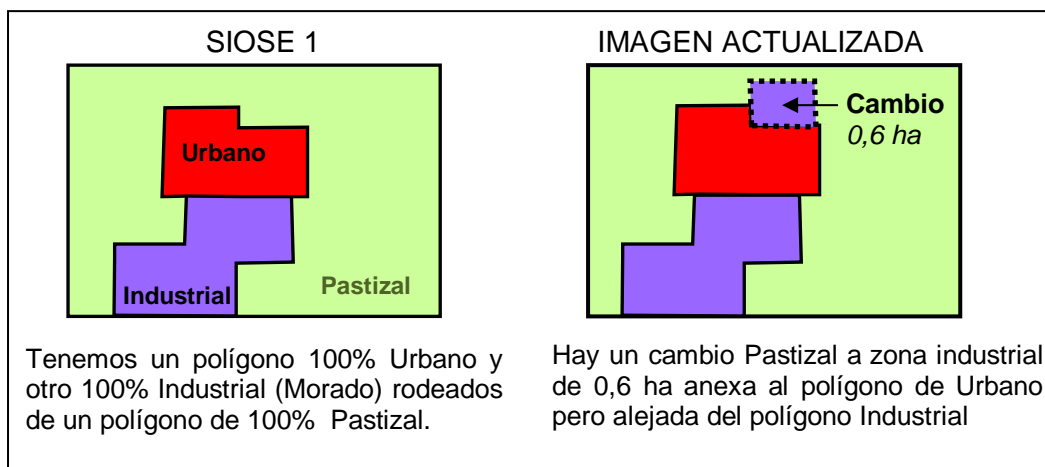 SIOSE 1
Urbano
Industrial
Pastizal
Tenemos un polígono 100% Urbano y
otro 100% Industrial (Morado) rodeados
de un polígono de 100% Pastizal.
IMAGEN ACTUALIZADA
Cambio
0,6 ha
Hay un cambio Pastizal a zona industrial
de 0,6 ha anexa al polígono de Urbano
pero alejada del polígono Industrial